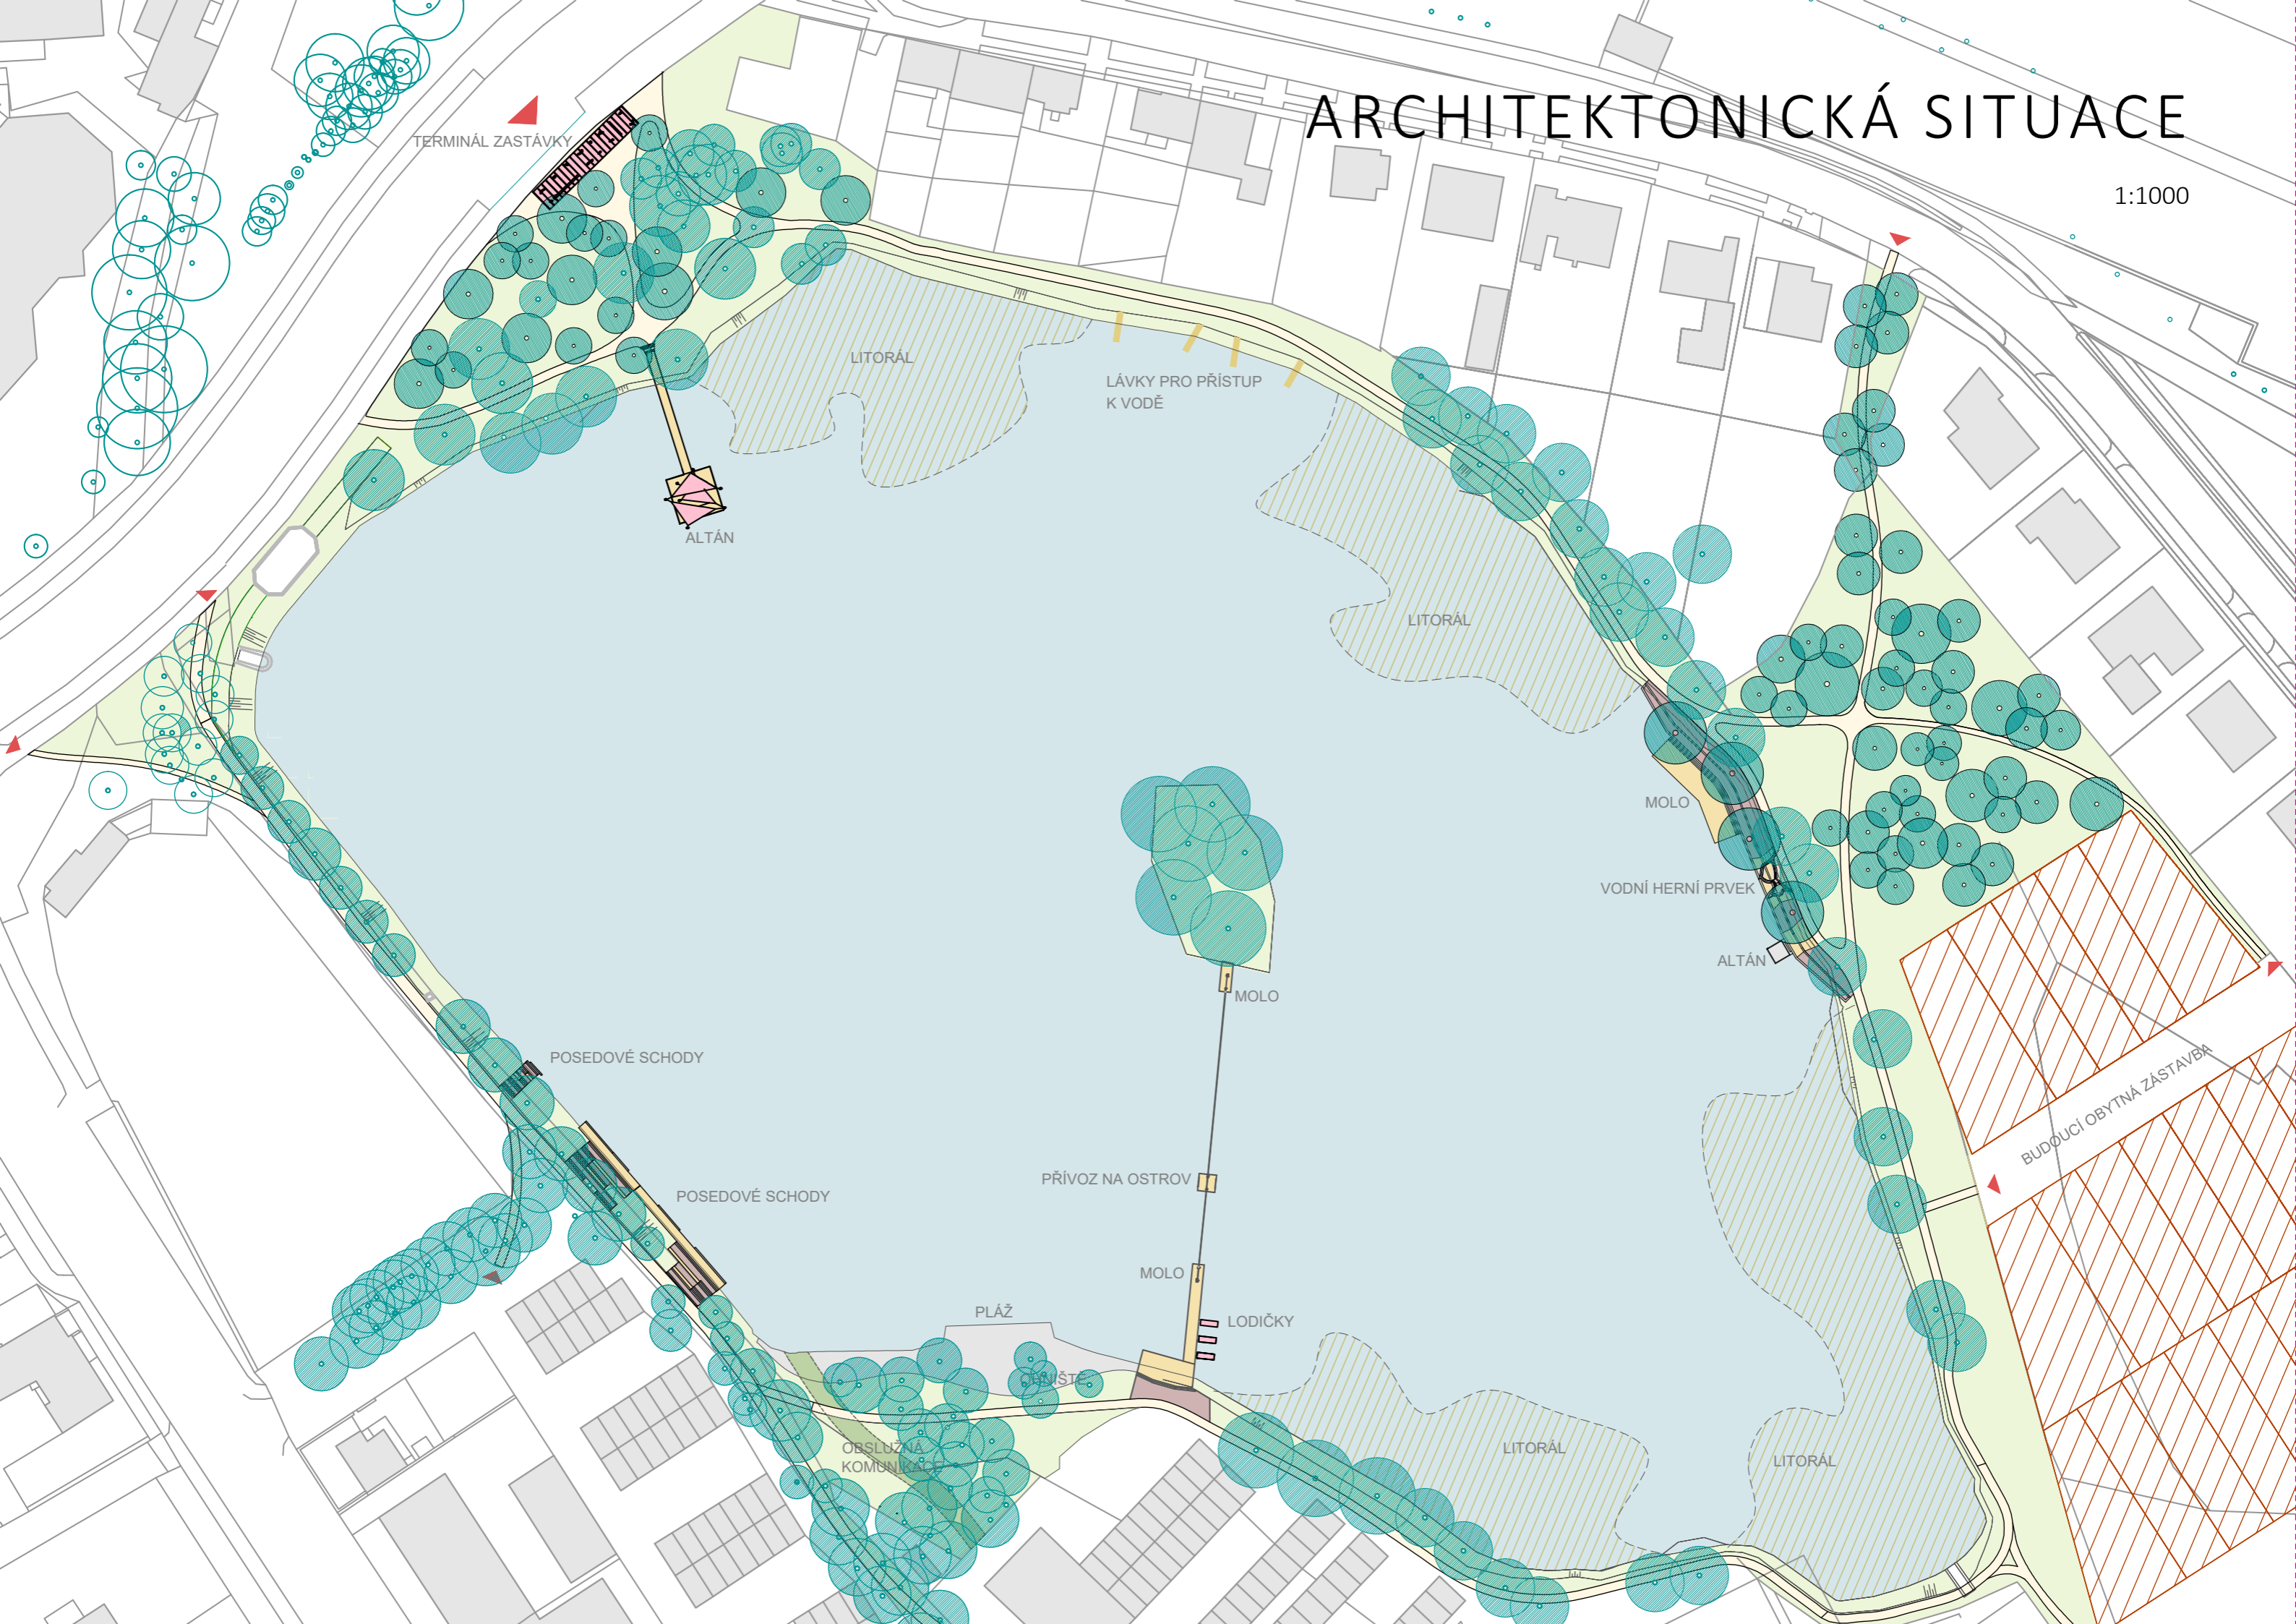 ARCHITEKTONICKÁ SITUACE
1:1000
TERMINÁL ZASTÁVKY
LITORÁL
LÁVKY PRO PŘÍSTUP
K VODĚ
ALTÁN
LITORÁL
MOLO
VODNÍ HERNÍ PRVEK
ALTÁN
MOLO
POSEDOVÉ SCHODY
BUDOUCÍ OBYTNÁ ZÁSTAVBA
PŘÍVOZ NA OSTROV
POSEDOVÉ SCHODY
MOLO
PLÁŽ
LODIČKY
OHNIŠTĚ
OBSLUŽNÁ
KOMUNIKACE
LITORÁL
LITORÁL